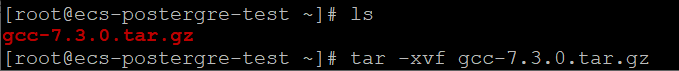 [root@ecs-postergre-test ~]# ls
gcc-7.3.0.tar.gz
[root@ecs-postergre-test ~]# tar -xvf gcc-7.3.0.tar.gz